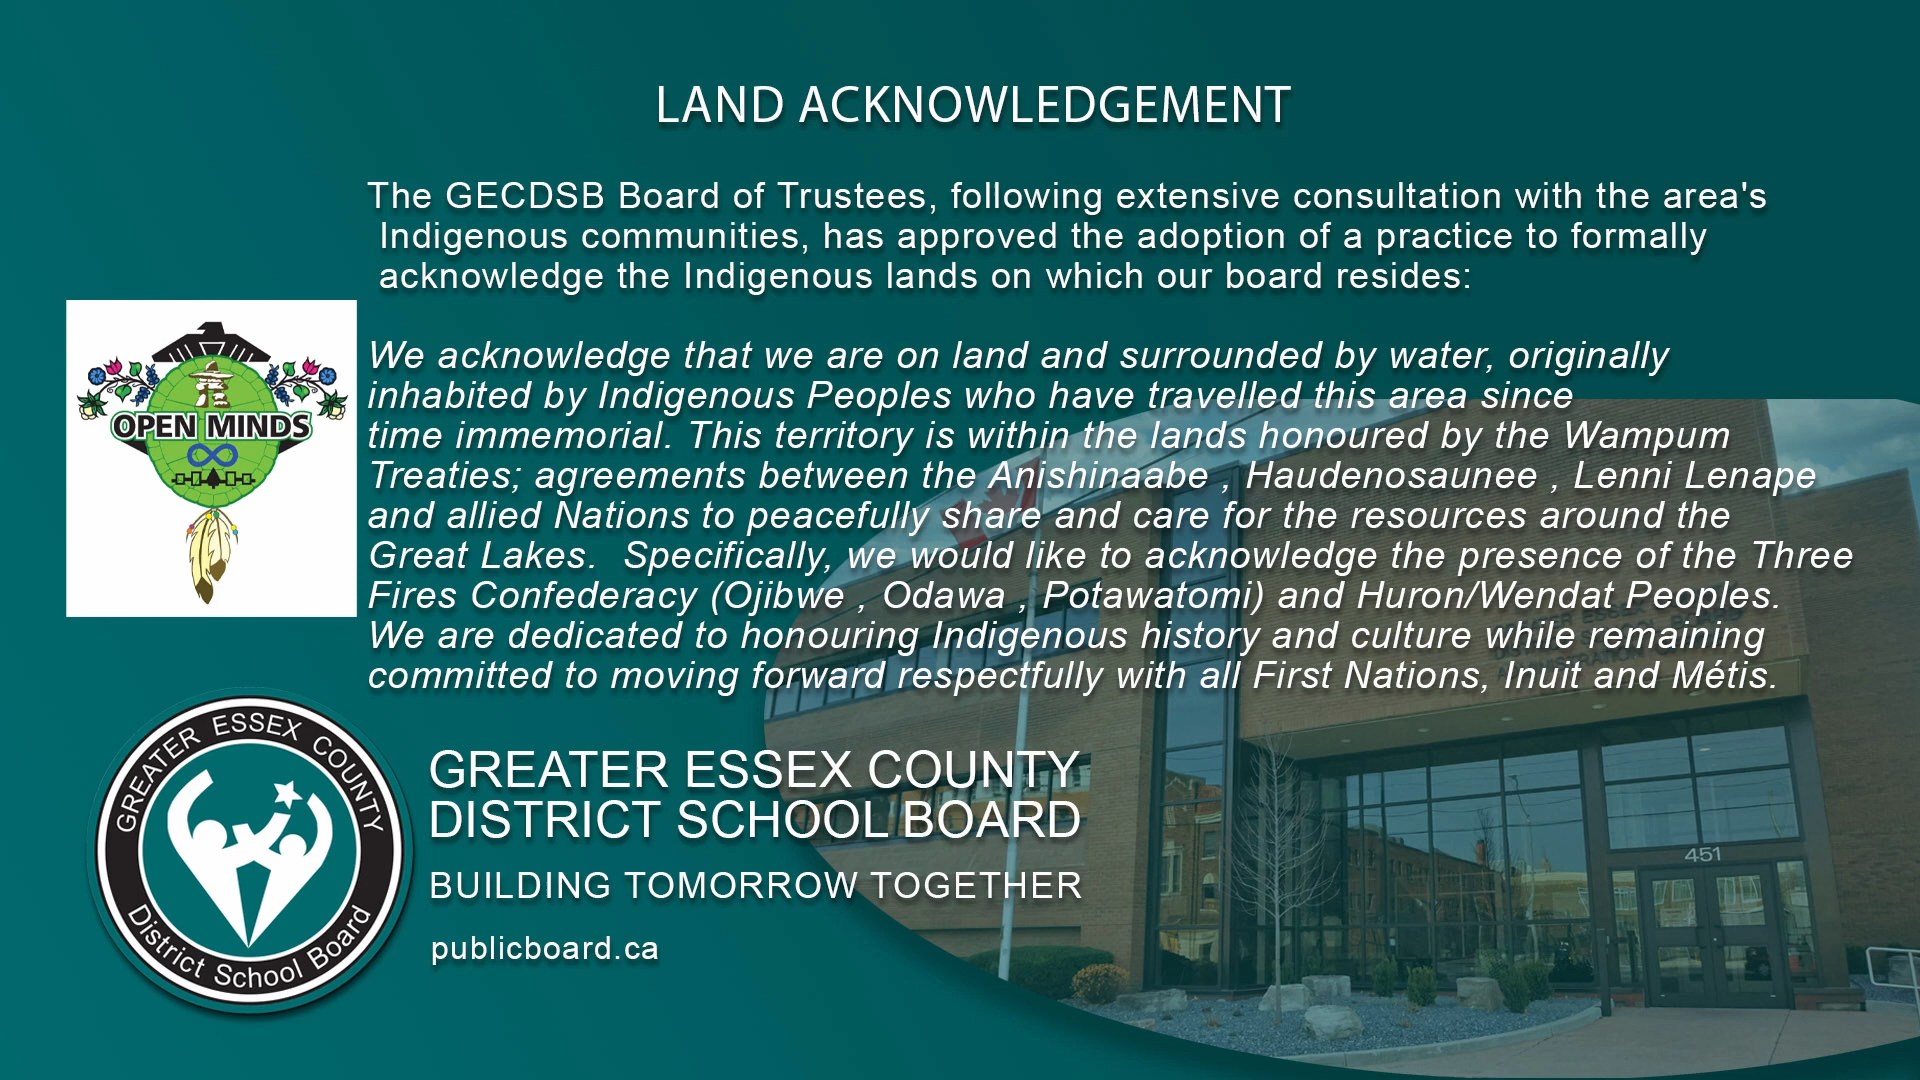 LAND ACKNOWLEDGEMENT
The GECDSB Board of Trustees, following extensive consultation with the area's
Indigenous communities, has approved the adoption of a practice to formally
acknowledge the Indigenous lands on which our board resides:
We acknowledge that we are on land and surrounded by water, originally
inhabited by Indigenous Peoples who have travelled this area since
time immemorial. This territory is within the lands honoured by the Wampum
Treaties; agreements between the Anishinaabe , Haudenosaunee , Lenni Lenape
and allied Nations to peacefully share and care for the resources around the
Great Lakes.  Specifically, we would like to acknowledge the presence of the Three
Fires Confederacy (Ojibwe , Odawa , Potawatomi) and Huron/Wendat Peoples.
We are dedicated to honouring Indigenous history and culture while remaining
committed to moving forward respectfully with all First Nations, Inuit and Métis.
OPEN MINDS
GREATER ESSEX COUNTY
District School Board
GREATER ESSEX COUNTY
DISTRICT SCHOOL BOARD
BUILDING TOMORROW TOGETHER
publicboard.ca
451